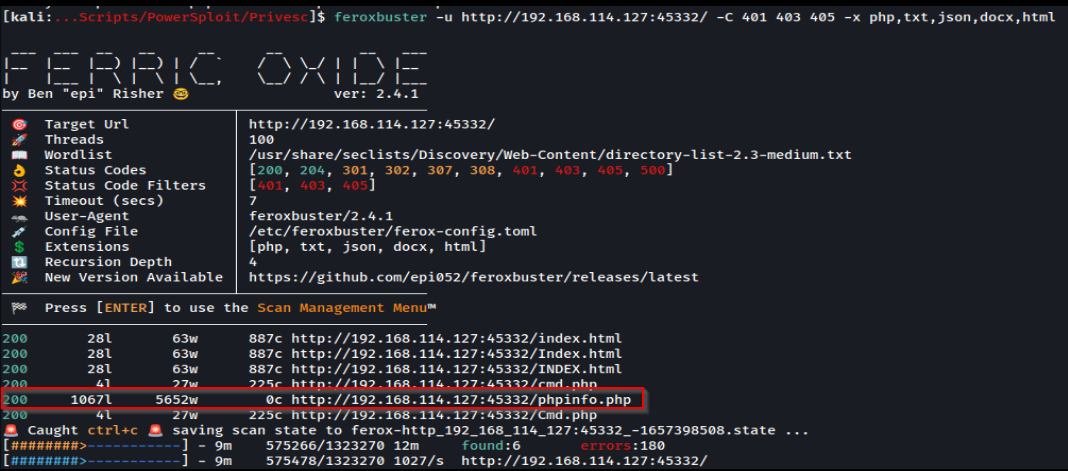 [kali:...Scripts/PowerSploit/Privesc]$ feroxbuster -u http://192.168.114.127:45332/ -C 401 403 405 -x php,txt,json,docx,html
FERRIC OXIDE
by Ben "epi" Risher 🤓 ver: 2.4.1
🎯 Target Url │ http://192.168.114.127:45332/
🚀 Threads │ 100
📖 Wordlist │ /usr/share/seclists/Discovery/Web-Content/directory-list-2.3-medium.txt
👌 Status Codes │ [200, 204, 301, 302, 307, 308, 401, 403, 405, 500]
💢 Status Code Filters │ [401, 403, 405]
💥 Timeout (secs) │ 7
🦡 User-Agent │ feroxbuster/2.4.1
💉 Config File │ /etc/feroxbuster/ferox-config.toml
💲 Extensions │ [php, txt, json, docx, html]
🔃 Recursion Depth │ 4
🎉 New Version Available │ https://github.com/epi052/feroxbuster/releases/latest
🏁 Press [ENTER] to use the Scan Management Menu™
200 28l 63w 887c http://192.168.114.127:45332/index.html
200 28l 63w 887c http://192.168.114.127:45332/Index.html
200 28l 63w 887c http://192.168.114.127:45332/INDEX.html
200 4l 27w 225c http://192.168.114.127:45332/cmd.php
200 1067l 5652w 0c http://192.168.114.127:45332/phpinfo.php
200 4l 27w 225c http://192.168.114.127:45332/Cmd.php
🚨 Caught ctrl+c 🚨 saving scan state to ferox-http_192_168_114_127:45332_-1657398508.state ...
[########>-----------] - 9m 575266/1323270 12m found:6 errors:180
[########>-----------] - 9m 575478/1323270 1027/s http://192.168.114.127:45332/